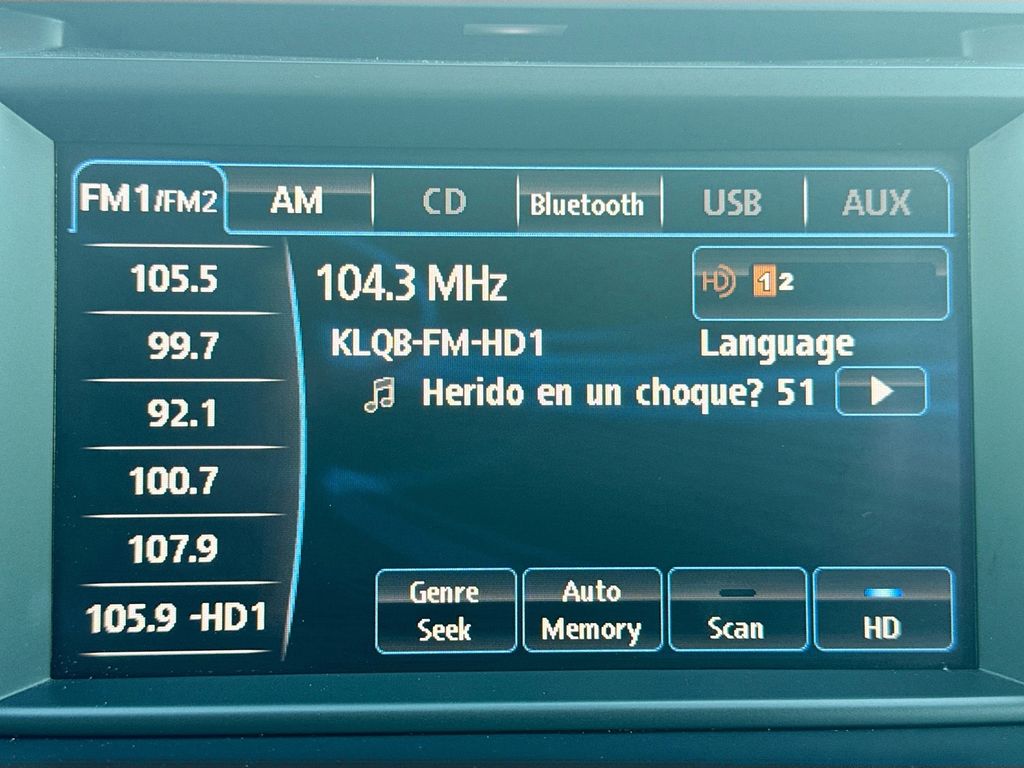 FM1/FM2 AM CD Bluetooth USB AUX
105.5
99.7
92.1
100.7
107.9
105.9 -HD1
104.3 MHz
HD 1 2
KLQB-FM-HD1
Language
Herido en un choque? 51
Genre Seek
Auto Memory
Scan
HD